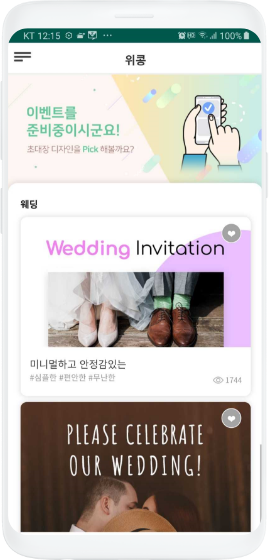 KT 12:15
100%
위콩
이벤트를
준비중이시군요!
초대장 디자인을 Pick 해볼까요?
웨딩
Wedding Invitation
미니멀하고 안정감있는
#심플한 #편안한 #무난한
1744
PLEASE CELEBRATE
OUR WEDDING!